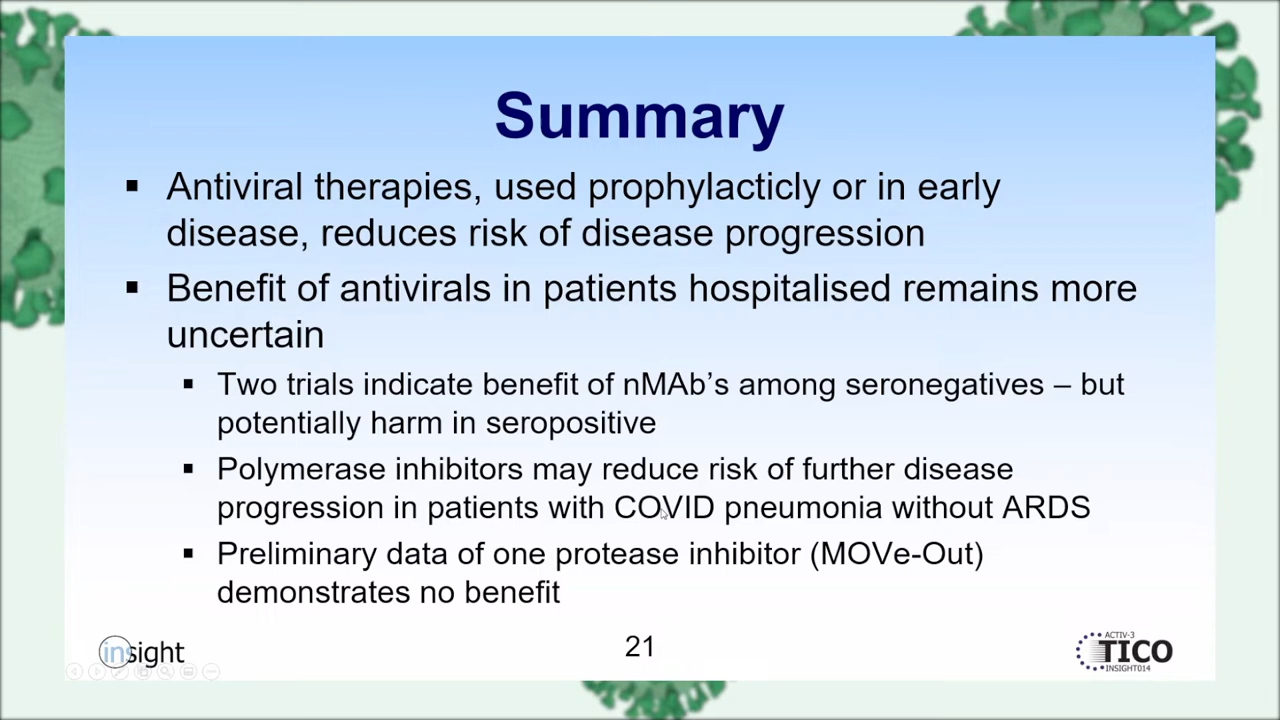 Summary
▪ Antiviral therapies, used prophylacticly or in early
disease, reduces risk of disease progression
▪ Benefit of antivirals in patients hospitalised remains more
uncertain
▪ Two trials indicate benefit of nMAb’s among seronegatives – but
potentially harm in seropositive
▪ Polymerase inhibitors may reduce risk of further disease
progression in patients with COVID pneumonia without ARDS
▪ Preliminary data of one protease inhibitor (MOVe-Out)
demonstrates no benefit
insight
21
ACTIV-3
TICO
INSIGHT014